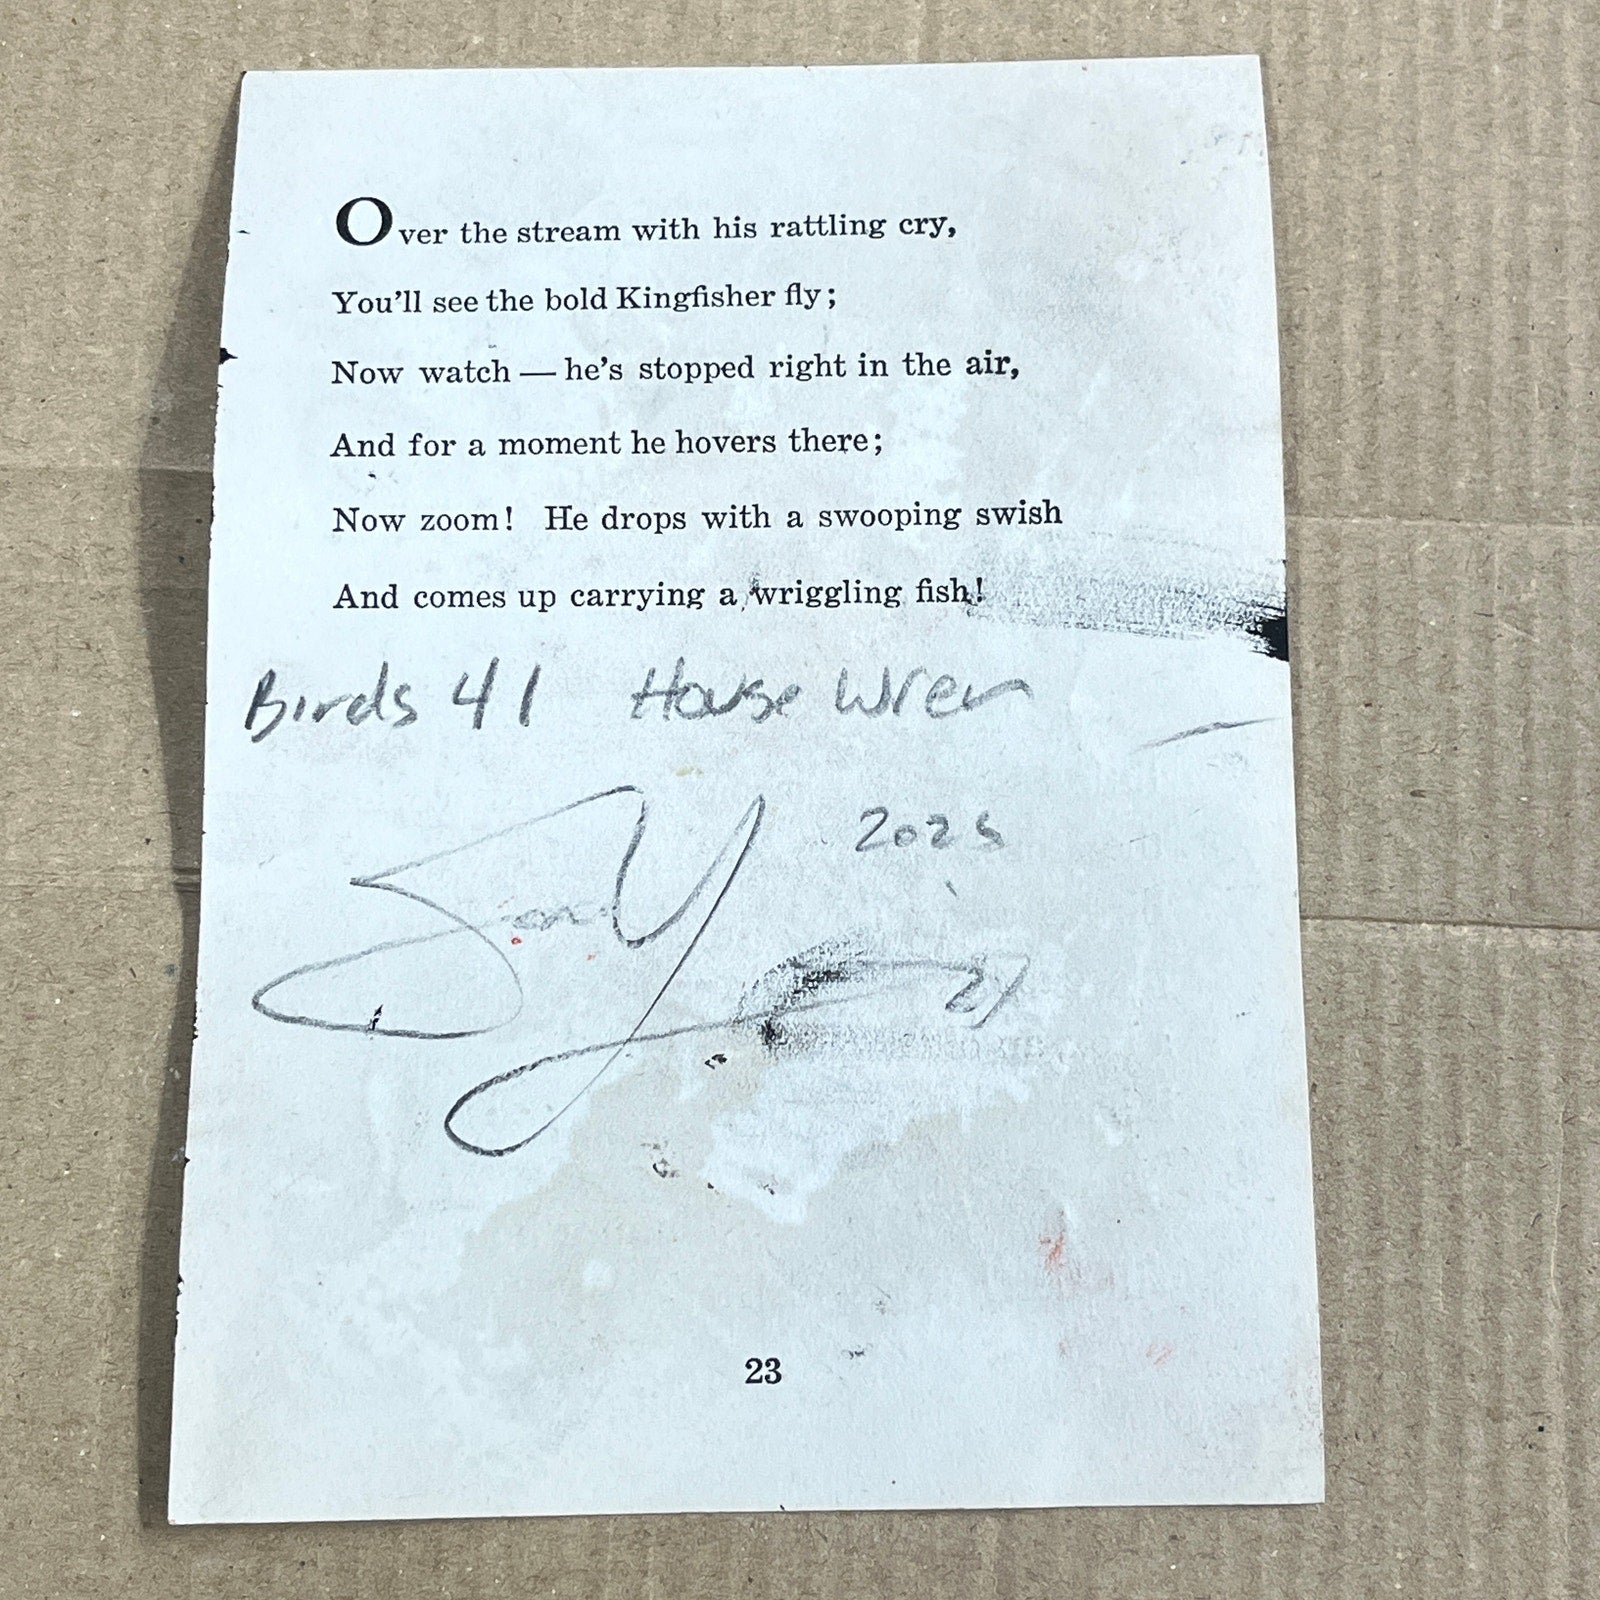 Over the stream with his rattling cry,
You'll see the bold Kingfisher fly;
Now watch — he's stopped right in the air,
And for a moment he hovers there;
Now zoom! He drops with a swooping swish
And comes up carrying a wriggling fish!
Birds 41 House Wren
2025
23